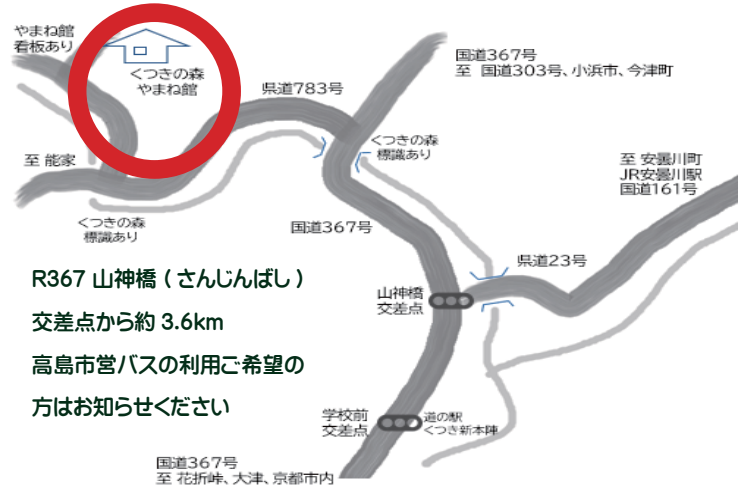 やまね館
看板あり
くつきの森
やまね館
県道783号
国道367号
至 国道303号、小浜市、今津町
くつきの森
標識あり
至 能家
至 安曇川町
JR安曇川駅
国道161号
くつきの森
標識あり
国道367号
県道23号
R367 山神橋 ( さんじんばし )
交差点から約 3.6km
高島市営バスの利用ご希望の
方はお知らせください
山神橋
交差点
学校前
交差点
道の駅
くつき新本陣
国道367号
至 花折峠、大津、京都市内